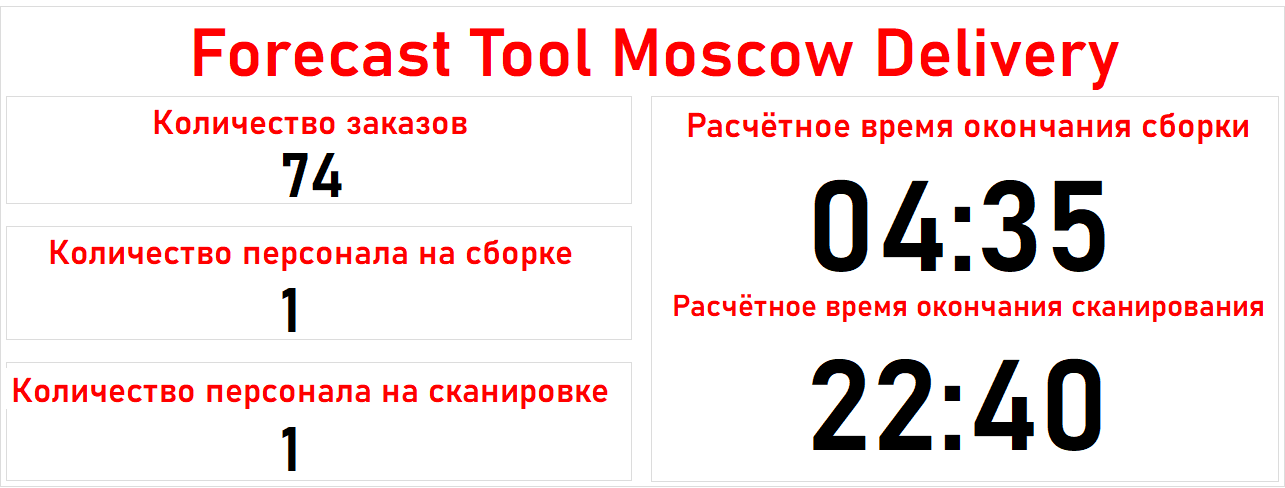 Forecast Tool Moscow Delivery
Количество заказов
74
Количество персонала на сборке
1
Количество персонала на сканировке
1
Расчётное время окончания сборки
04:35
Расчётное время окончания сканирования
22:40